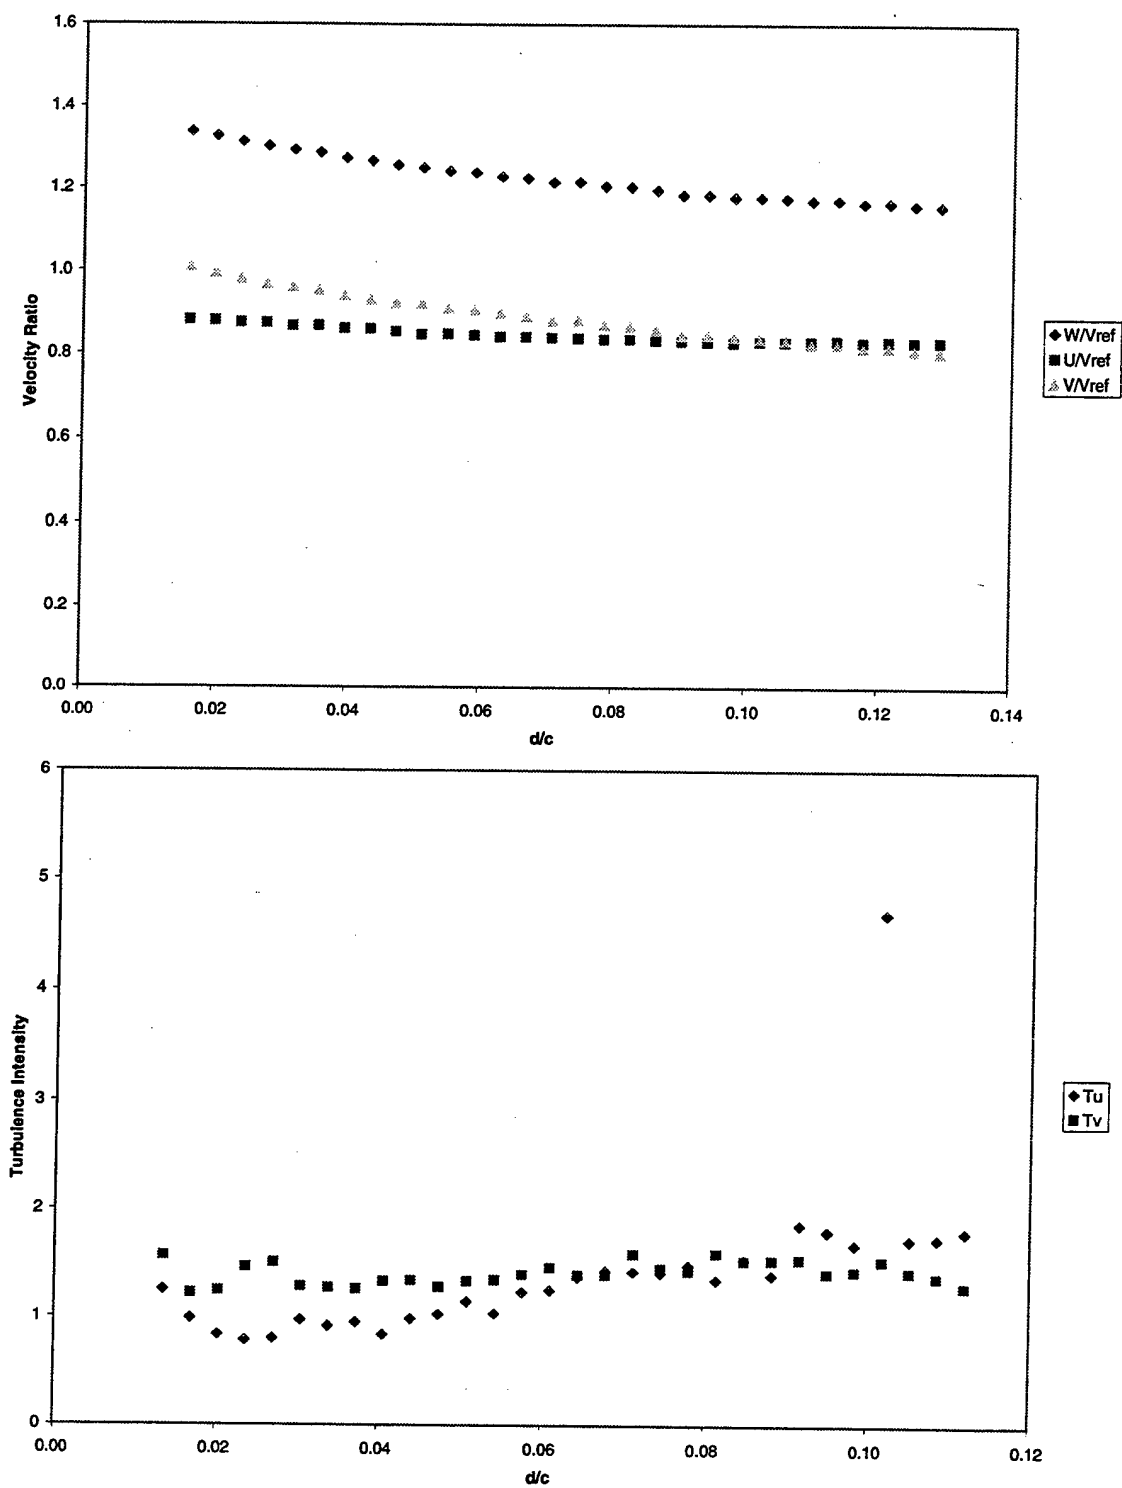 1.6
1.4
1.2
1.0
0.8
0.6
0.4
0.2
0.0
Velocity Ratio
0.00 0.02 0.04 0.06 0.08 0.10 0.12 0.14
d/c
W/Vref
U/Vref
V/Vref
6
5
4
3
2
1
0
Turbulence Intensity
0.00 0.02 0.04 0.06 0.08 0.10 0.12
d/c
Tu
Tv